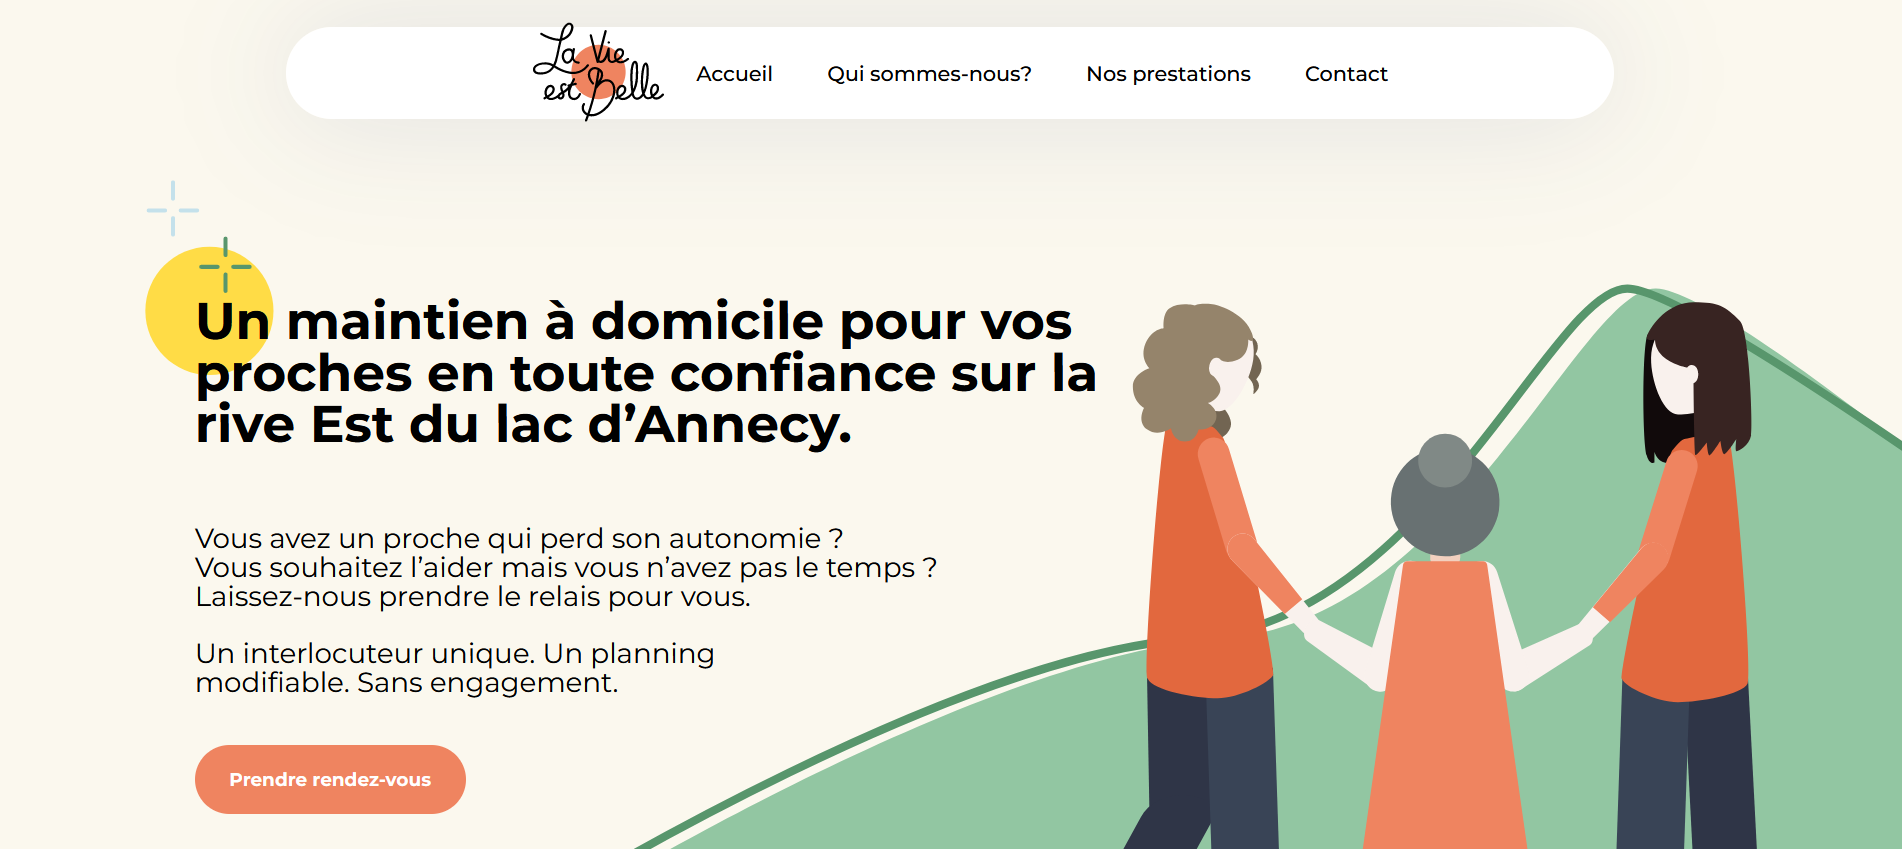 La Vie
est Belle
Accueil
Qui sommes-nous?
Nos prestations
Contact
Un maintien à domicile pour vos
proches en toute confiance sur la
rive Est du lac d’Annecy.
Vous avez un proche qui perd son autonomie ?
Vous souhaitez l’aider mais vous n’avez pas le temps ?
Laissez-nous prendre le relais pour vous.
Un interlocuteur unique. Un planning
modifiable. Sans engagement.
Prendre rendez-vous